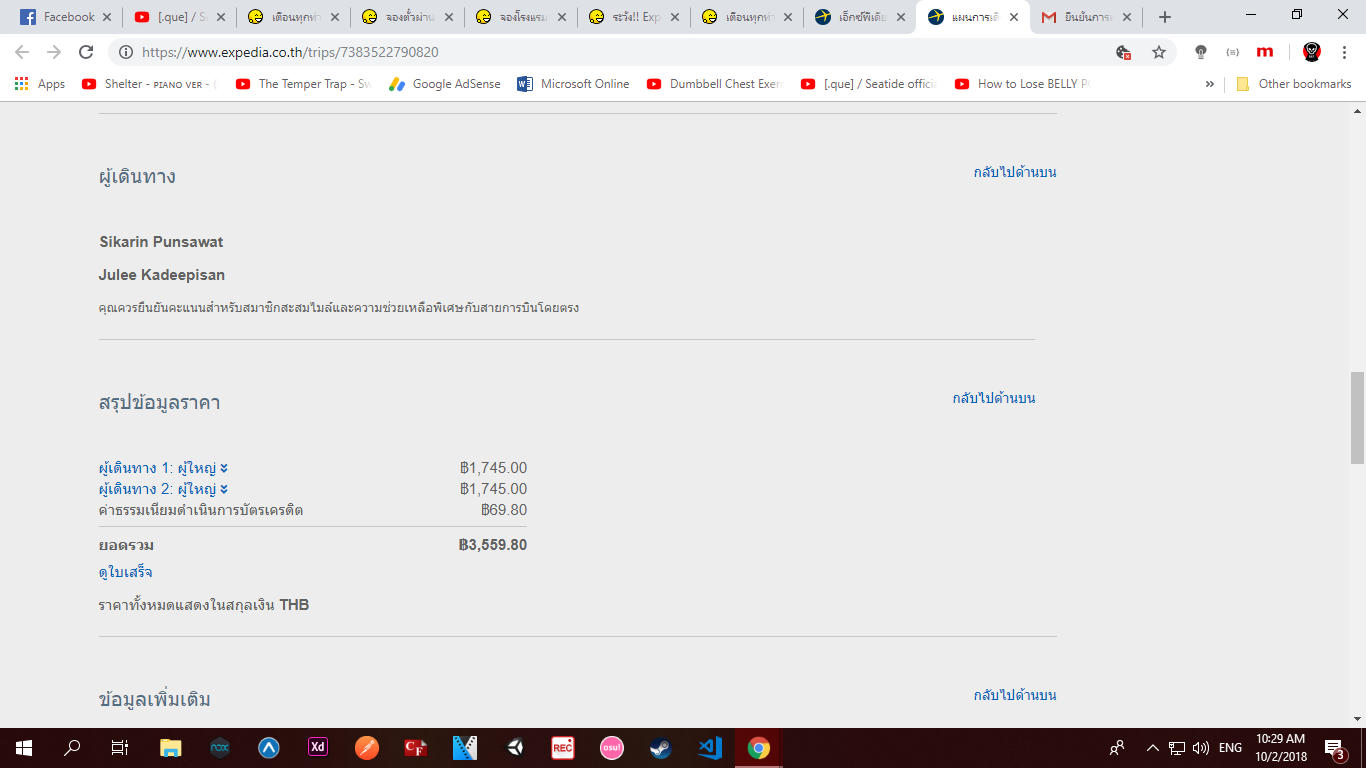 Facebook
[.que] / S
เตือนทุกท่า
จองตั๋วผ่าน
จองโรงแรม
ระวัง!! Exp
เตือนทุกท่า
เอ็กซ์พีเดีย
แผนการเดิ
ยืนยันการ
https://www.expedia.co.th/trips/7383522790820
Apps
Shelter - PIANO VER - (
The Temper Trap - Sw
Google AdSense
Microsoft Online
Dumbbell Chest Exer
[.que] / Seatide offici
How to Lose BELLY
Other bookmarks
ผู้เดินทาง
กลับไปด้านบน
Sikarin Punsawat
Julee Kadeepisan
คุณควรยืนยันคะแนนสำหรับสมาชิกสะสมไมล์และความช่วยเหลือพิเศษกับสายการบินโดยตรง
สรุปข้อมูลราคา
กลับไปด้านบน
ผู้เดินทาง 1: ผู้ใหญ่ ฿1,745.00
ผู้เดินทาง 2: ผู้ใหญ่ ฿1,745.00
ค่าธรรมเนียมดำเนินการบัตรเครดิต ฿69.80
ยอดรวม ฿3,559.80
ดูใบเสร็จ
ราคาทั้งหมดแสดงในสกุลเงิน THB
ข้อมูลเพิ่มเติม
กลับไปด้านบน
nox
Xd
CF
REC
osu!
ENG
10:29 AM
10/2/2018
3